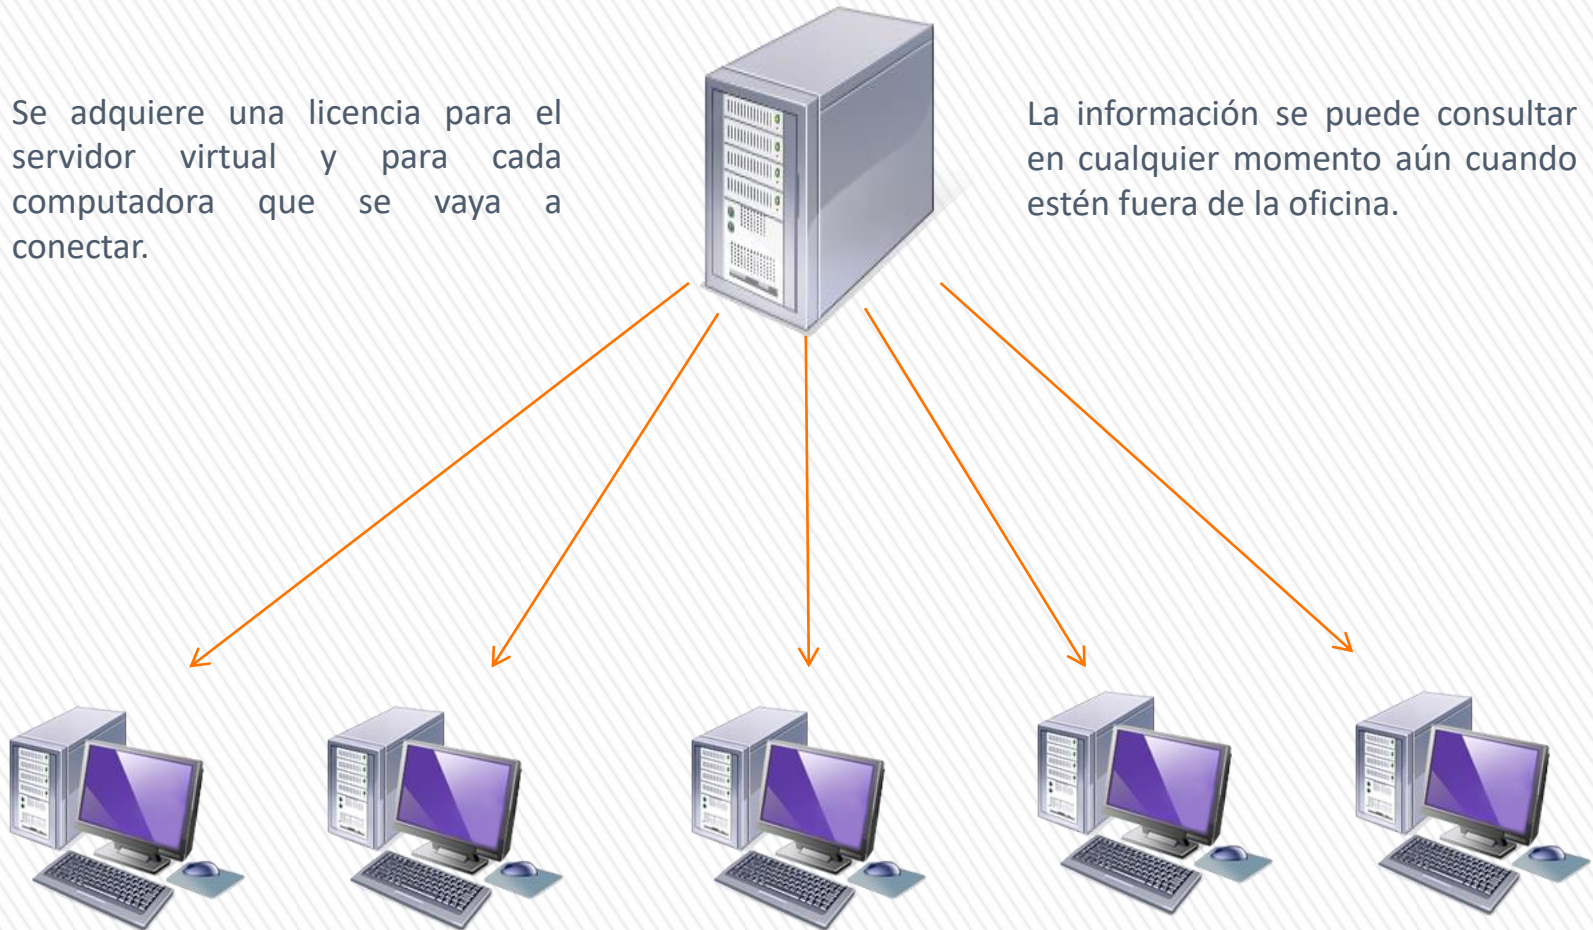 Se adquiere una licencia para el
servidor virtual y para cada
computadora que se vaya a
conectar.
La información se puede consultar
en cualquier momento aún cuando
estén fuera de la oficina.